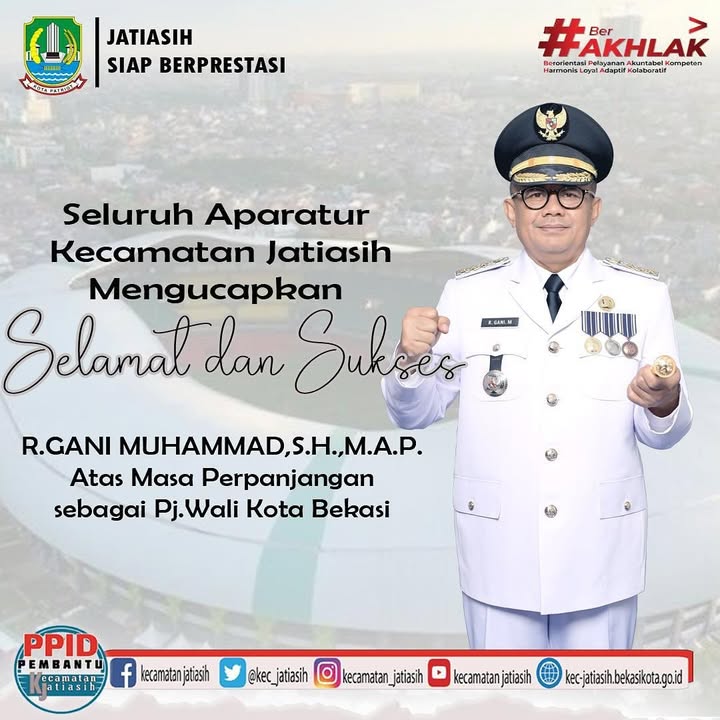 JATIASIH
SIAP BERPRESTASI
KOTA PATRIOT
#BerAKHLAK
Berorientasi Pelayanan Akuntabel Kompeten
Harmonis Loyal Adaptif Kolaboratif
Seluruh Aparatur
Kecamatan Jatiasih
Mengucapkan
Selamat dan Sukses
R.GANI MUHAMMAD,S.H.,M.A.P.
Atas Masa Perpanjangan
sebagai Pj.Wali Kota Bekasi
R. GANI. M
PPID
PEMBANTU
Kecamatan
Jatiasih
kecamatan jatiasih
@kec_jatiasih
kecamatan_jatiasih
kecamatan jatiasih
kec-jatiasih.bekasikota.go.id